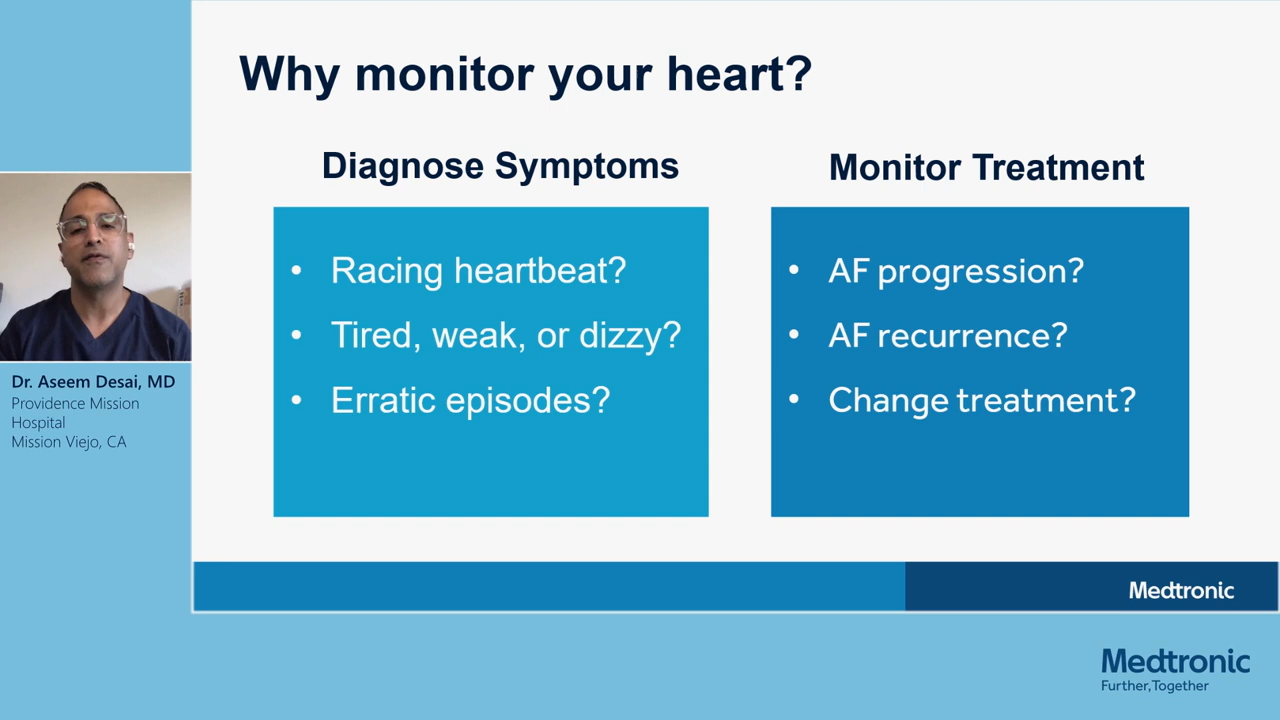 Why monitor your heart?
Diagnose Symptoms
• Racing heartbeat?
• Tired, weak, or dizzy?
• Erratic episodes?
Monitor Treatment
• AF progression?
• AF recurrence?
• Change treatment?
Medtronic
Dr. Aseem Desai, MD
Providence Mission
Hospital
Mission Viejo, CA
Medtronic
Further,Together